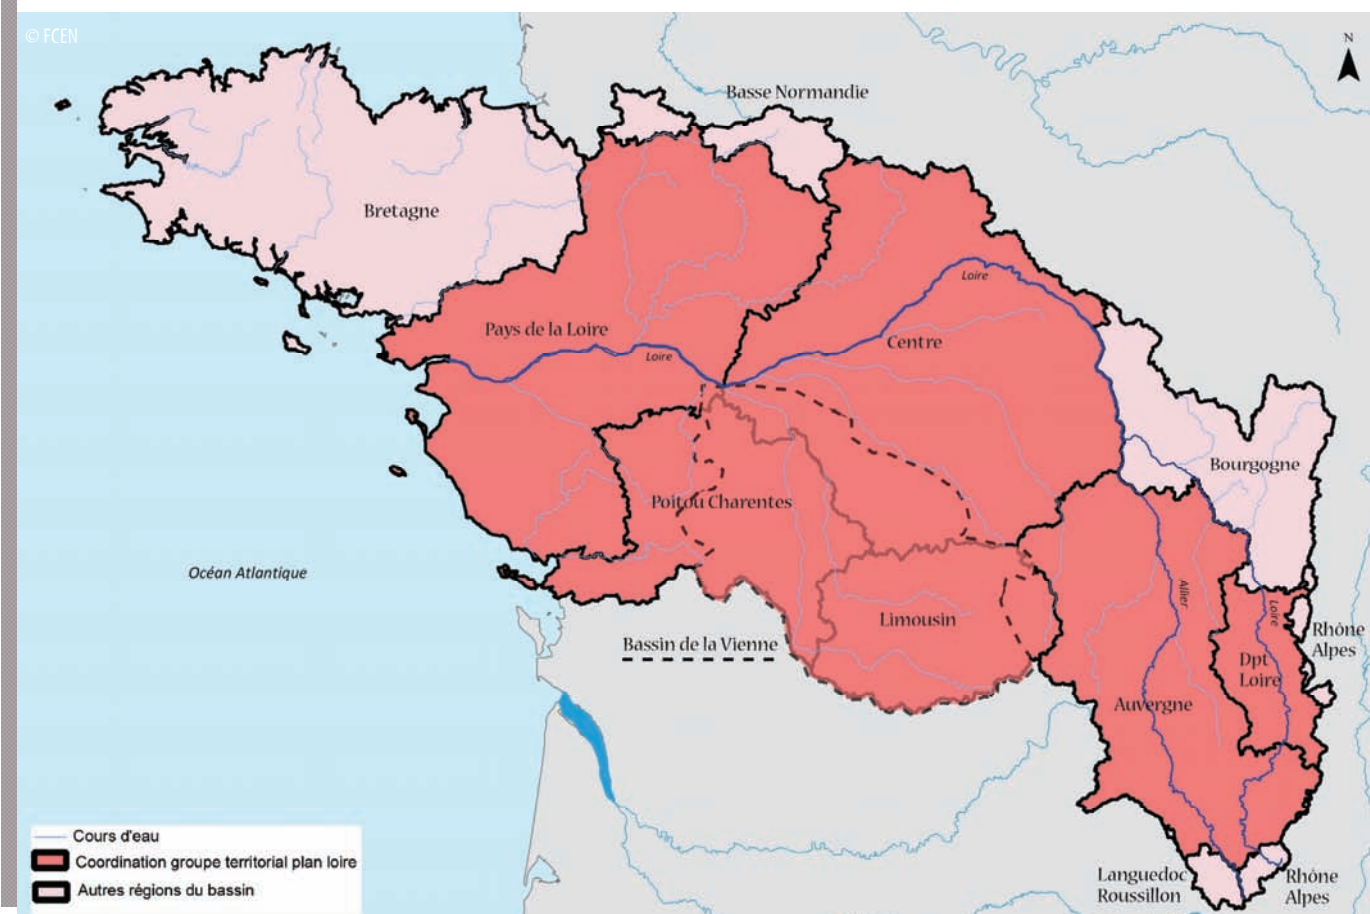 © FCEN
N
Basse Normandie
Bretagne
Loire
Pays de la Loire
Centre
Loire
Bourgogne
Poitou Charentes
Océan Atlantique
Allier
Loire
Limousin
Rhône
Alpes
Bassin de la Vienne
Dpt
Loire
Auvergne
Cours d'eau
Coordination groupe territorial plan loire
Autres régions du bassin
Languedoc
Roussillon
Rhône
Alpes